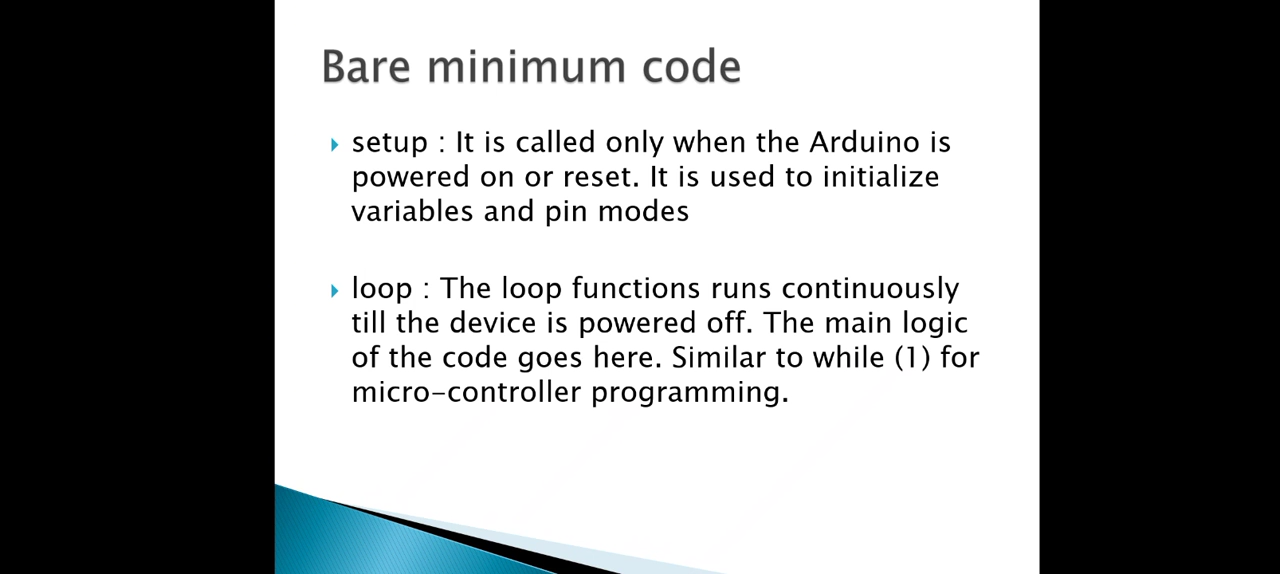 Bare minimum code
setup : It is called only when the Arduino is
powered on or reset. It is used to initialize
variables and pin modes
loop : The loop functions runs continuously
till the device is powered off. The main logic
of the code goes here. Similar to while (1) for
micro-controller programming.